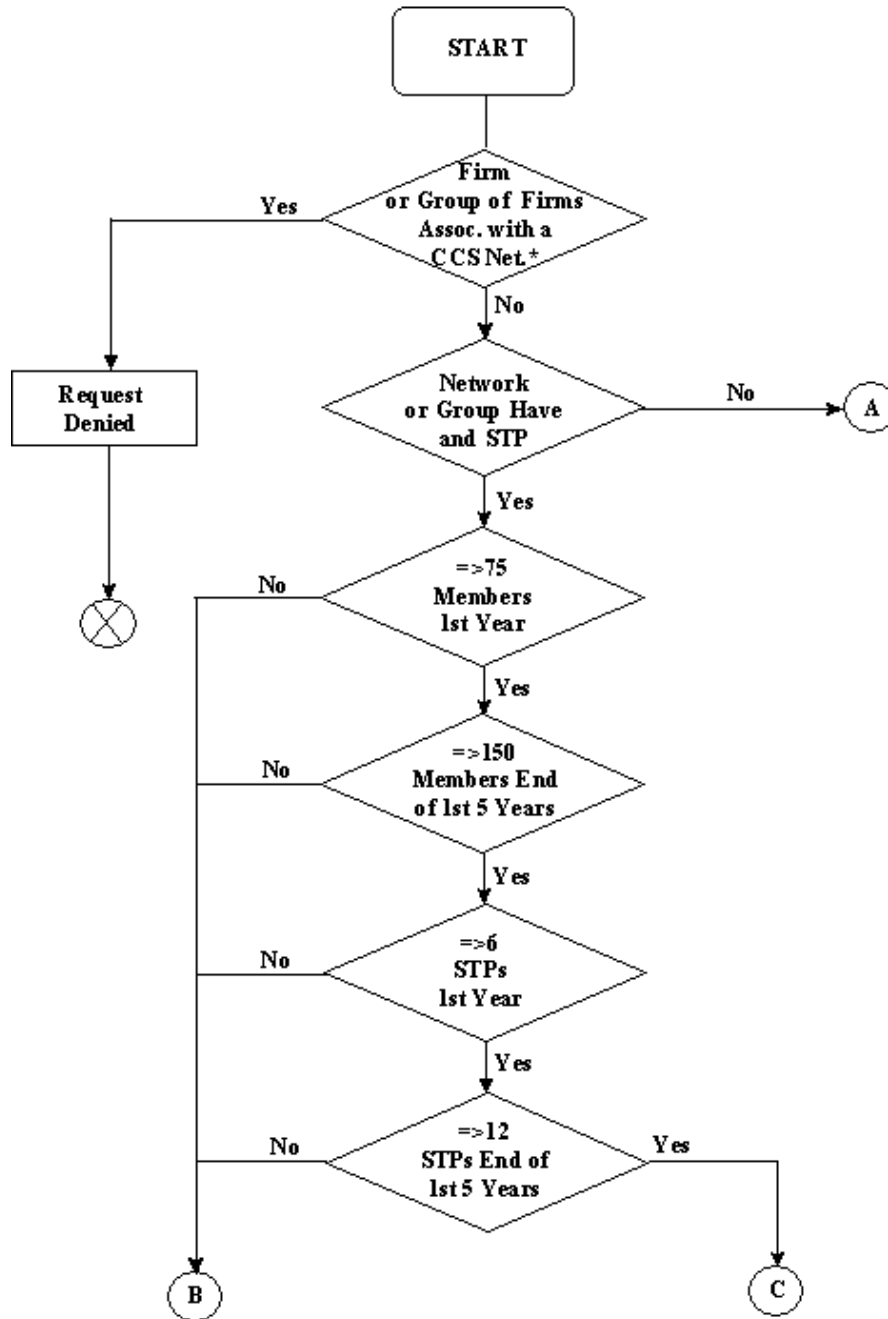 START
Firm
or Group of Firms
Assoc. with a
CCS Net.*
Yes
No
Request
Denied
Network
or Group Have
and STP
No
A
Yes
=>75
Members
1st Year
No
Yes
=>150
Members End
of 1st 5 Years
No
Yes
=>6
STPs
1st Year
No
Yes
=>12
STPs End of
1st 5 Years
No
Yes
B
C